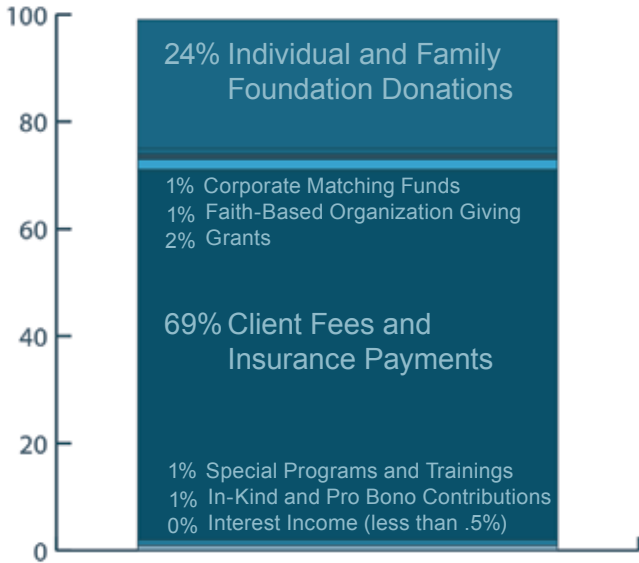 100
80
60
40
20
0
24% Individual and Family
Foundation Donations
1% Corporate Matching Funds
1% Faith-Based Organization Giving
2% Grants
69% Client Fees and
Insurance Payments
1% Special Programs and Trainings
1% In-Kind and Pro Bono Contributions
0% Interest Income (less than .5%)